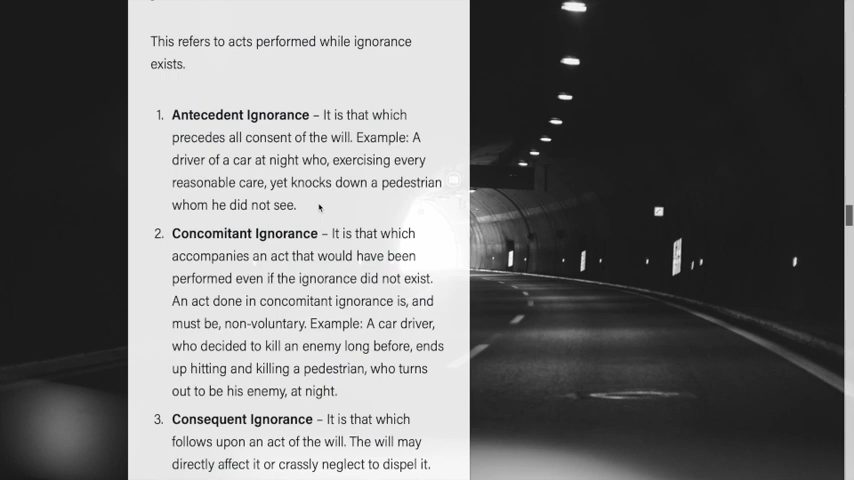 This refers to acts performed while ignorance
exists.
1. Antecedent Ignorance – It is that which
precedes all consent of the will. Example: A
driver of a car at night who, exercising every
reasonable care, yet knocks down a pedestrian
whom he did not see.
2. Concomitant Ignorance – It is that which
accompanies an act that would have been
performed even if the ignorance did not exist.
An act done in concomitant ignorance is, and
must be, non-voluntary. Example: A car driver,
who decided to kill an enemy long before, ends
up hitting and killing a pedestrian, who turns
out to be his enemy, at night.
3. Consequent Ignorance – It is that which
follows upon an act of the will. The will may
directly affect it or crassly neglect to dispel it.